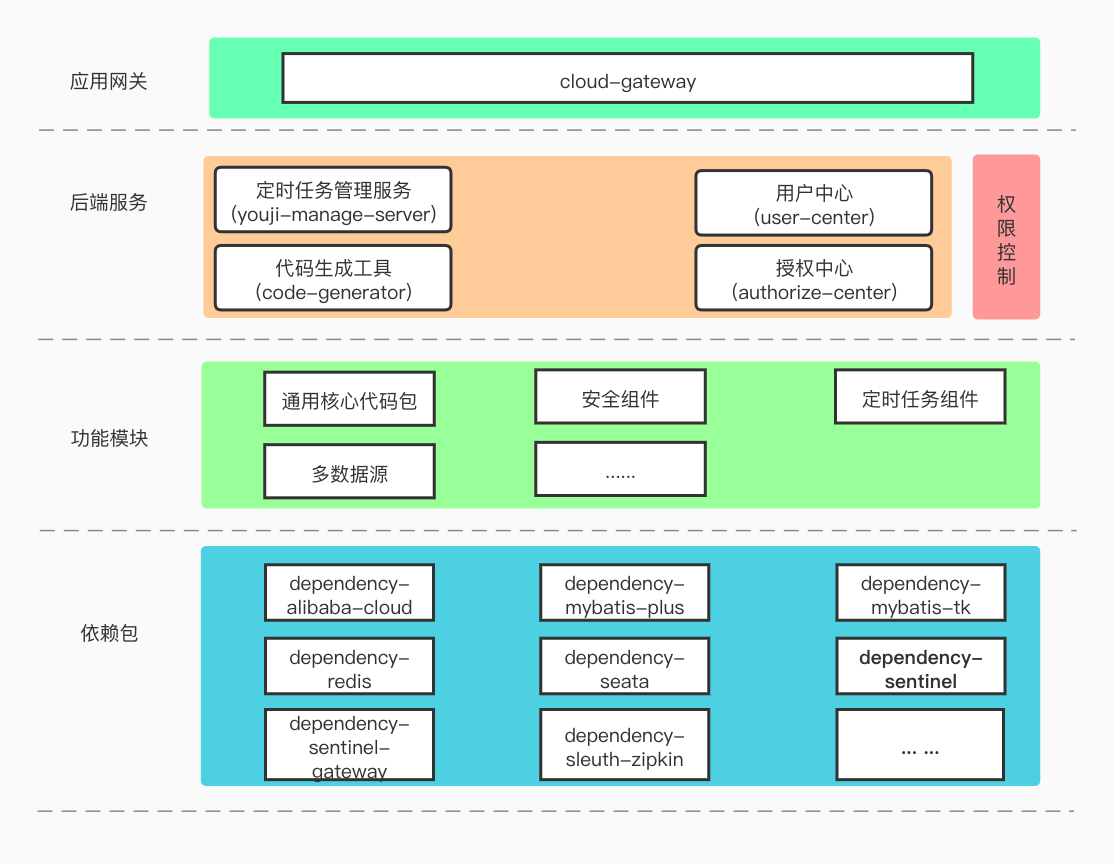 应用网关
cloud-gateway
后端服务
定时任务管理服务
(youji-manage-server)
用户中心
(user-center)
代码生成工具
(code-generator)
授权中心
(authorize-center)
权
限
控
制
功能模块
通用核心代码包
安全组件
定时任务组件
多数据源
......
依赖包
dependency-
alibaba-cloud
dependency-
mybatis-plus
dependency-
mybatis-tk
dependency-
redis
dependency-
seata
dependency-
sentinel
dependency-
sentinel-
gateway
dependency-
sleuth-zipkin
... ...